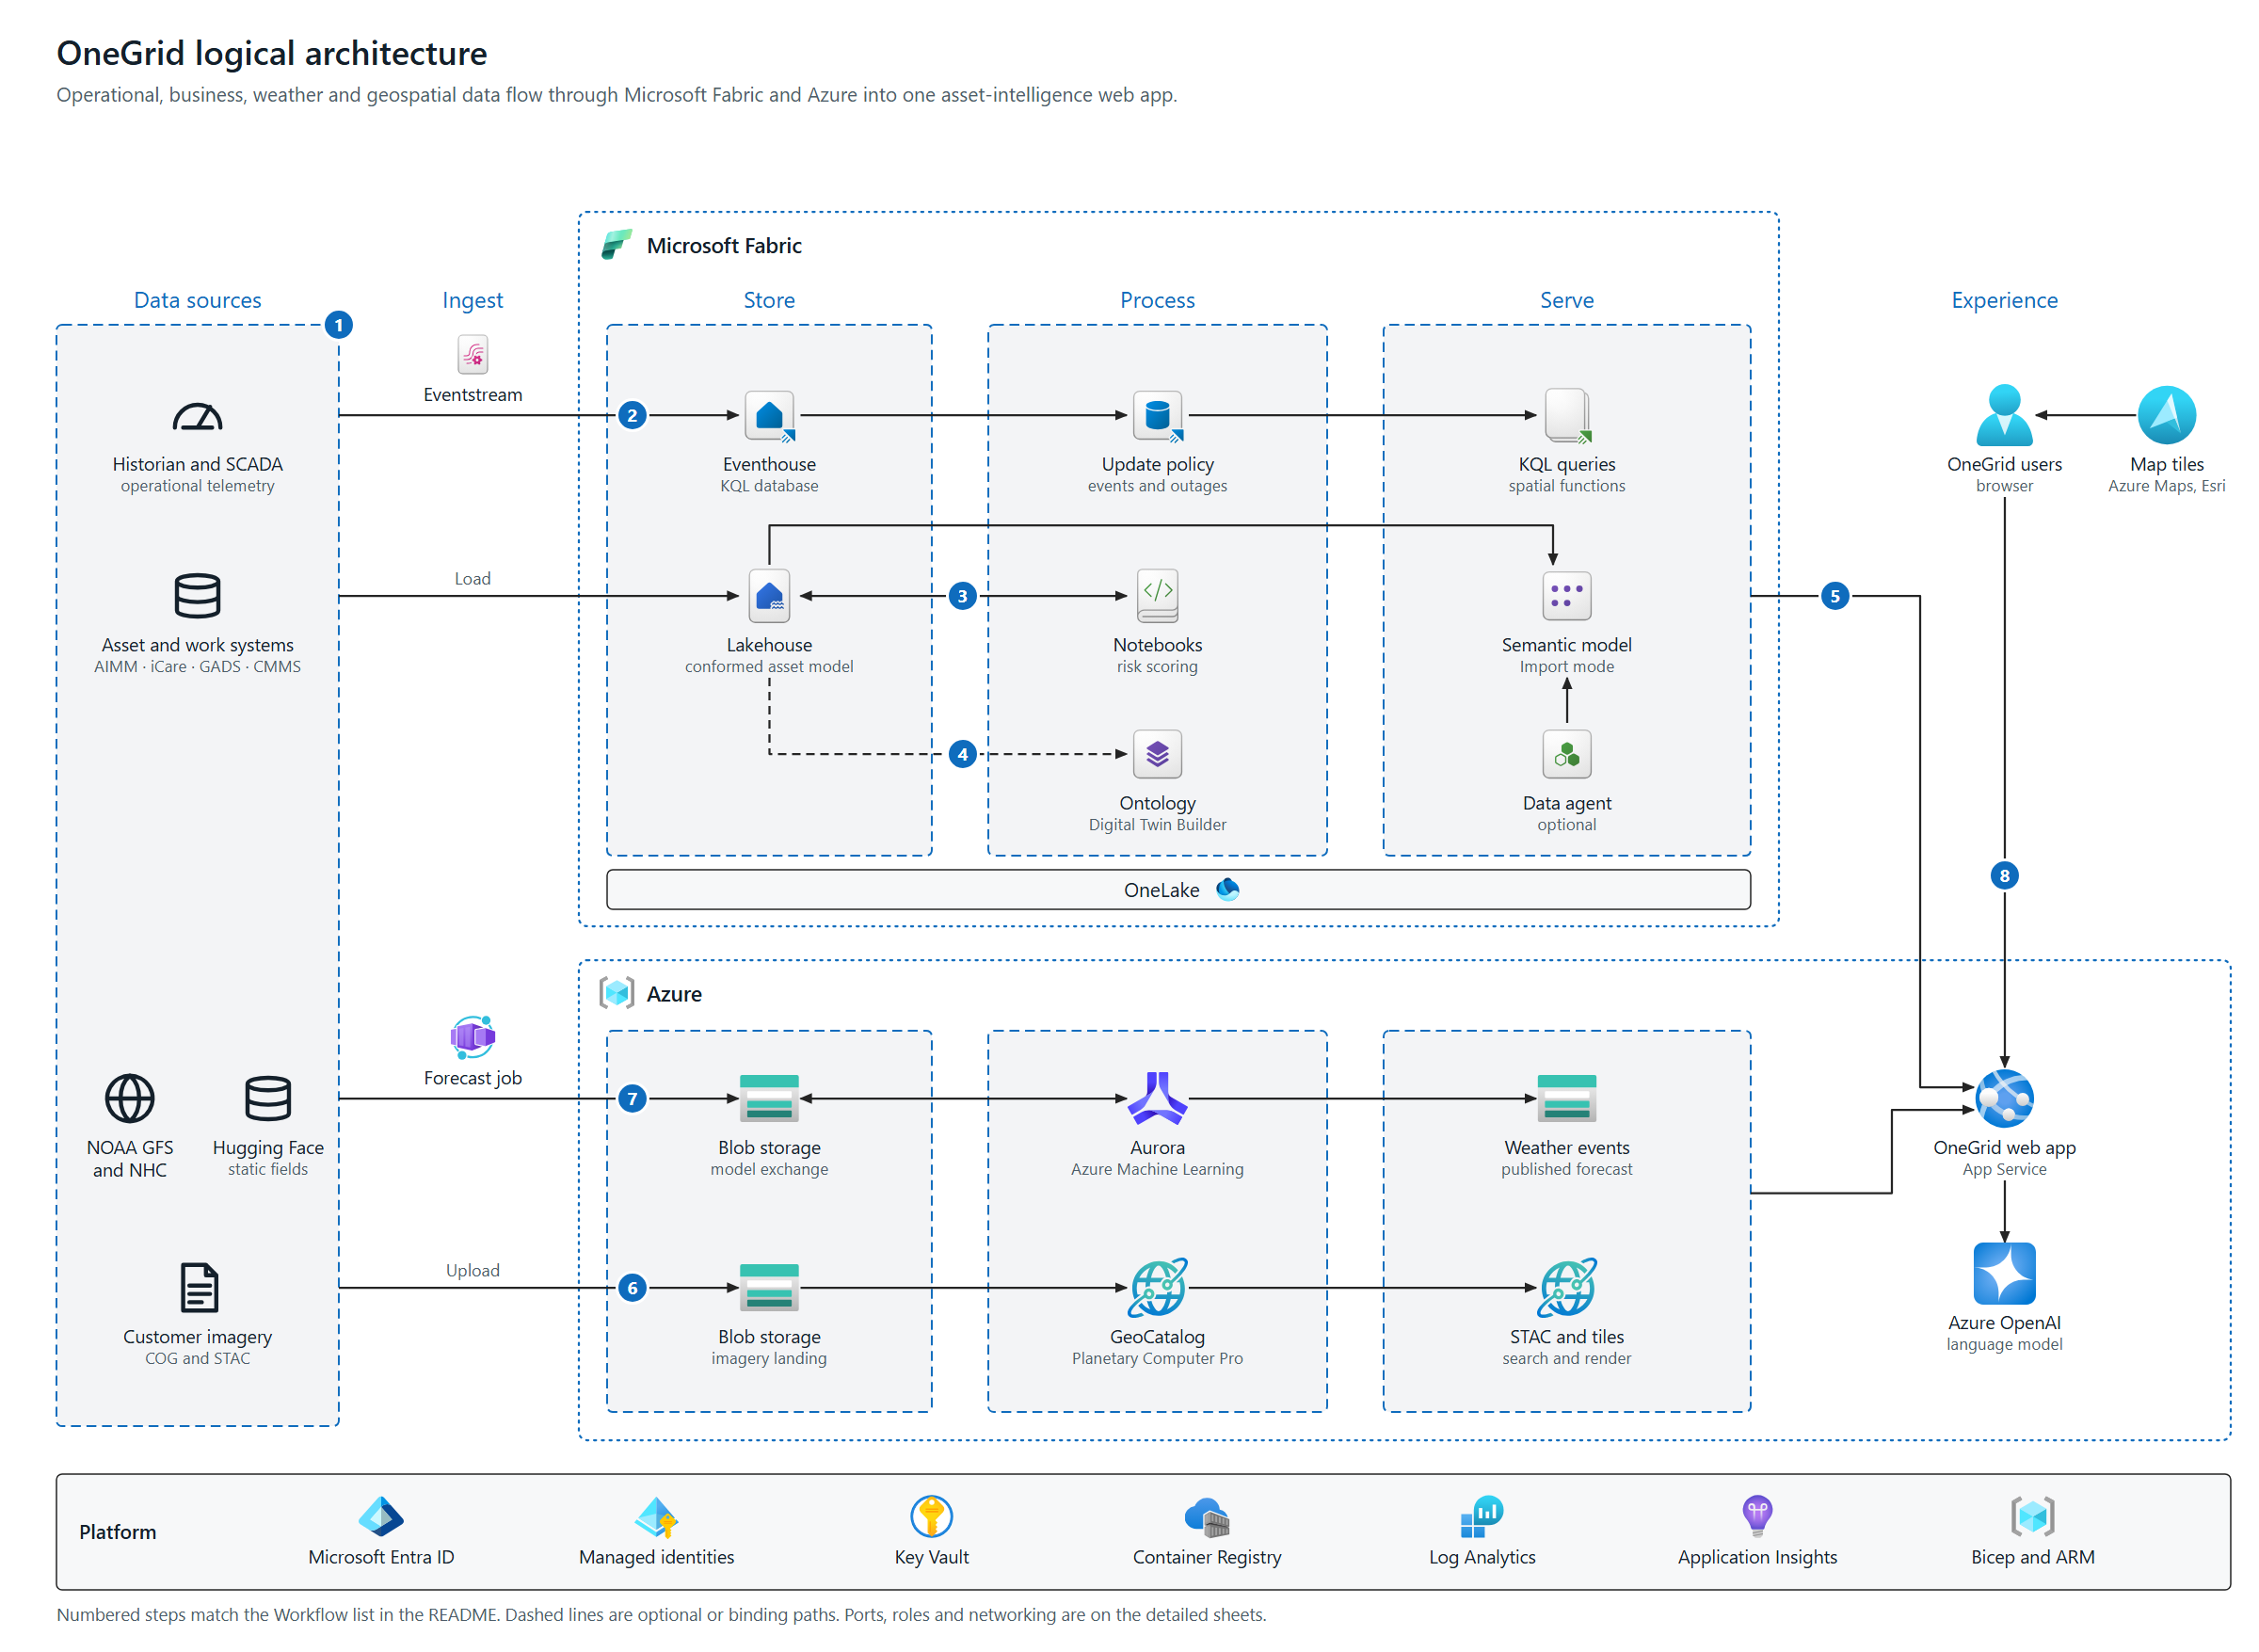 OneGrid logical architecture
Operational, business, weather and geospatial data flow through Microsoft Fabric and Azure into one asset-intelligence web app.
Microsoft Fabric
Data sources
Ingest
Store
Process
Serve
Experience
1
Eventstream
2
Historian and SCADA
operational telemetry
Eventhouse
KQL database
Update policy
events and outages
KQL queries
spatial functions
OneGrid users
browser
Map tiles
Azure Maps, Esri
Load
3
5
Asset and work systems
AIMM · iCare · GADS · CMMS
Lakehouse
conformed asset model
Notebooks
risk scoring
Semantic model
Import mode
4
Ontology
Digital Twin Builder
Data agent
optional
8
OneLake
Azure
Forecast job
7
NOAA GFS
and NHC
Hugging Face
static fields
Blob storage
model exchange
Aurora
Azure Machine Learning
Weather events
published forecast
OneGrid web app
App Service
Upload
6
Customer imagery
COG and STAC
Blob storage
imagery landing
GeoCatalog
Planetary Computer Pro
STAC and tiles
search and render
Azure OpenAI
language model
Platform
Microsoft Entra ID
Managed identities
Key Vault
Container Registry
Log Analytics
Application Insights
Bicep and ARM
Numbered steps match the Workflow list in the README. Dashed lines are optional or binding paths. Ports, roles and networking are on the detailed sheets.